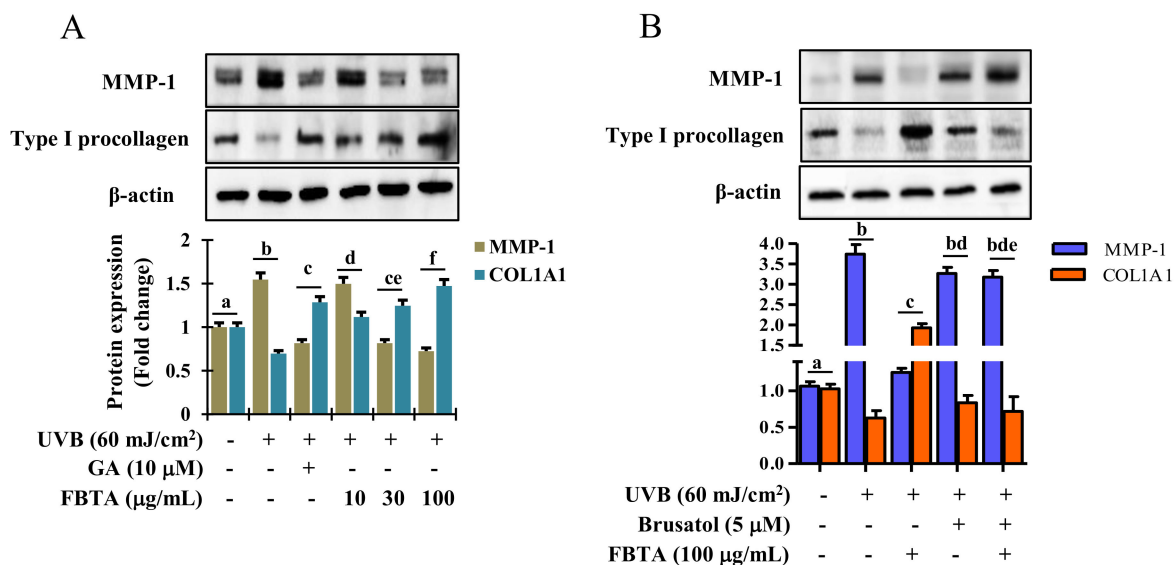 A
MMP-1
Type I procollagen
β-actin
Protein expression
(Fold change)
2
1.5
1
0.5
0
a
b
c
d
ce
f
MMP-1
COL1A1
UVB (60 mJ/cm²) - + + + + +
GA (10 μM) - - + - - -
FBTA (μg/mL) - - - 10 30 100
B
MMP-1
Type I procollagen
β-actin
4.0
3.5
3.0
2.5
2.0
1.5
1.0
0.5
0.0
a
b
c
bd
bde
MMP-1
COL1A1
UVB (60 mJ/cm²) - + + + +
Brusatol (5 μM) - - - + +
FBTA (100 μg/mL) - - + - +